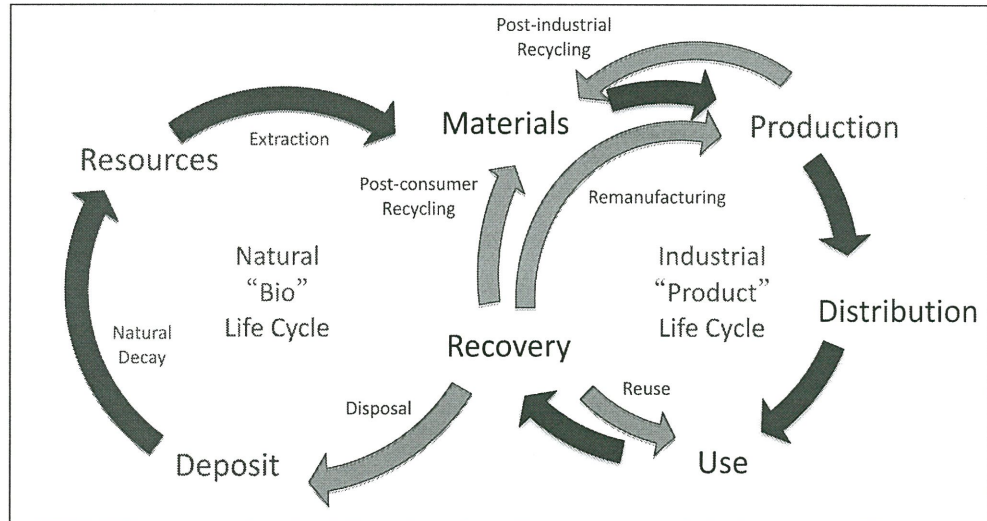 Post-industrial
Recycling
Materials
Production
Extraction
Resources
Post-consumer
Recycling
Remanufacturing
Natural
“Bio”
Life Cycle
Industrial
“Product”
Life Cycle
Distribution
Natural
Decay
Recovery
Reuse
Disposal
Deposit
Use